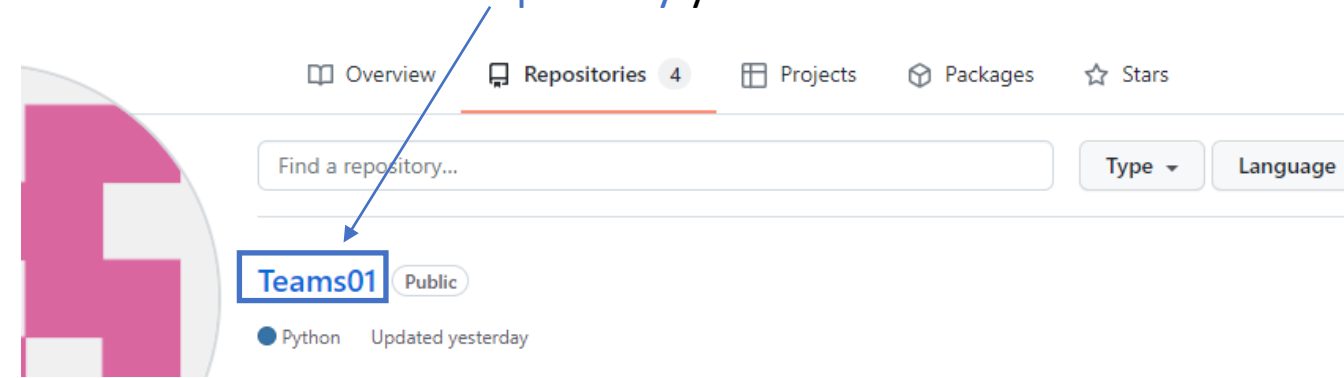 Overview Repositories 4 Projects Packages Stars
Find a repository... Type Language
Teams01 Public
Python Updated yesterday